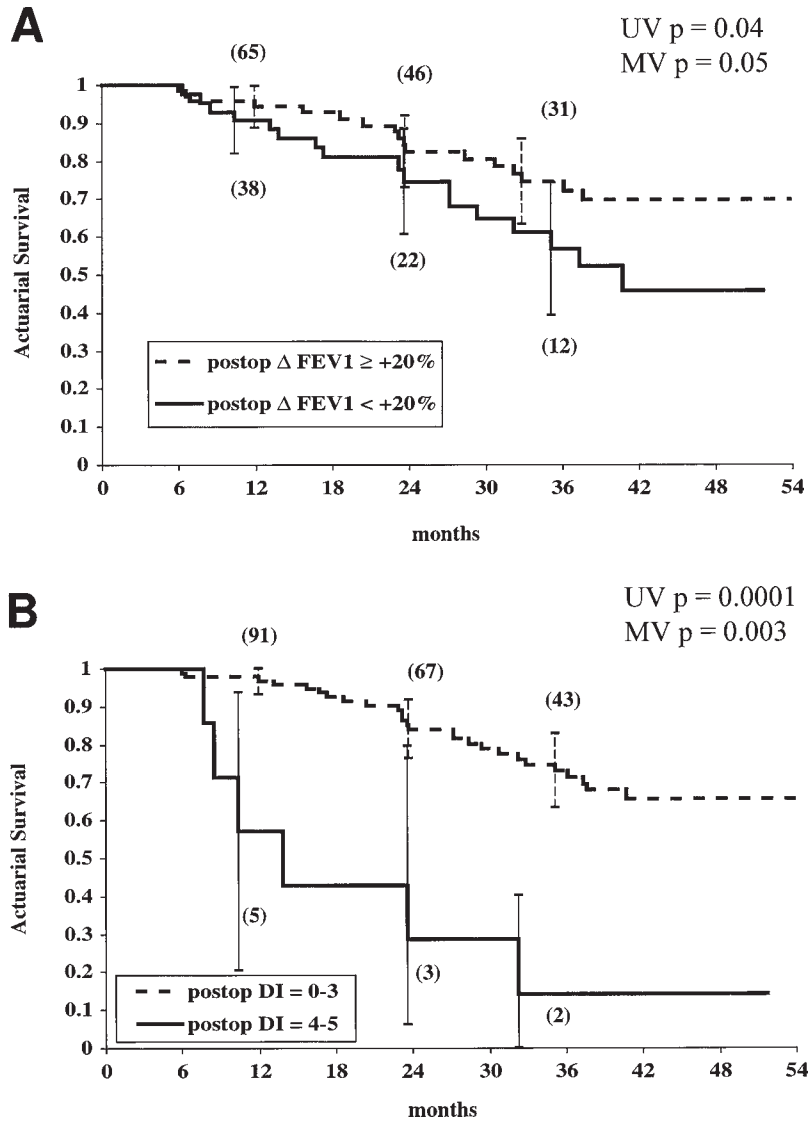 A
UV p = 0.04
MV p = 0.05
(65)
(46)
(31)
(38)
(22)
(12)
Actuarial Survival
1
0.9
0.8
0.7
0.6
0.5
0.4
0.3
0.2
0.1
0
postop Δ FEV1 ≥ +20%
postop Δ FEV1 < +20%
0 6 12 18 24 30 36 42 48 54
months
B
UV p = 0.0001
MV p = 0.003
(91)
(67)
(43)
(5)
(3)
(2)
Actuarial Survival
1
0.9
0.8
0.7
0.6
0.5
0.4
0.3
0.2
0.1
0
postop DI = 0-3
postop DI = 4-5
0 6 12 18 24 30 36 42 48 54
months